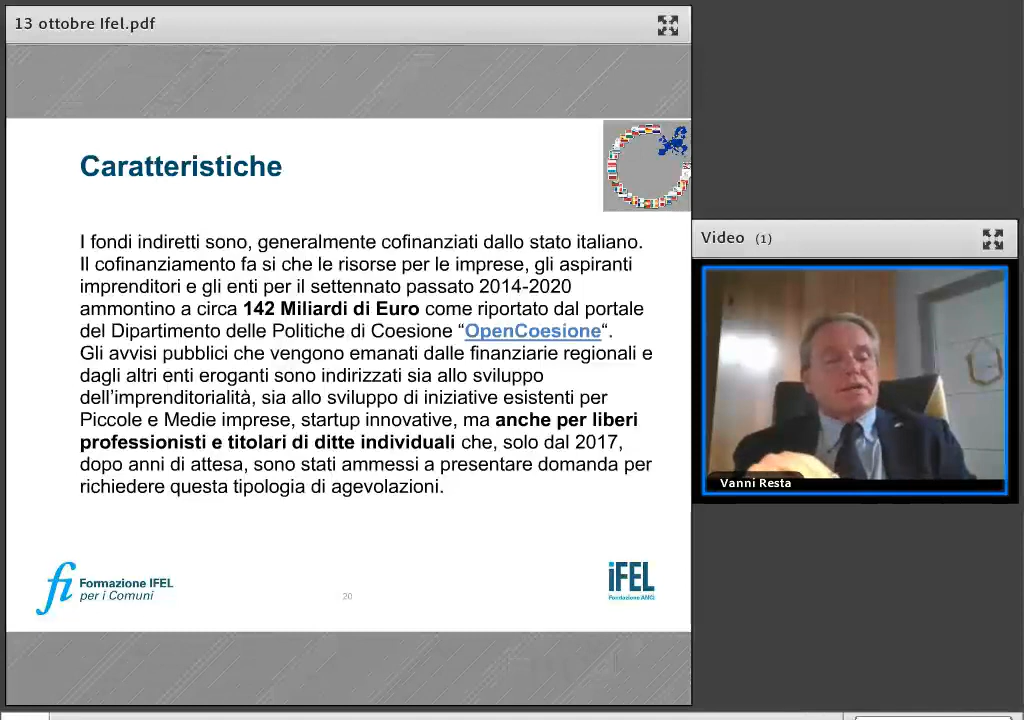 13 ottobre Ifel.pdf
Caratteristiche
I fondi indiretti sono, generalmente cofinanziati dallo stato italiano.
Il cofinanziamento fa si che le risorse per le imprese, gli aspiranti
imprenditori e gli enti per il settennato passato 2014-2020
ammontino a circa 142 Miliardi di Euro come riportato dal portale
del Dipartimento delle Politiche di Coesione “OpenCoesione“.
Gli avvisi pubblici che vengono emanati dalle finanziarie regionali e
dagli altri enti eroganti sono indirizzati sia allo sviluppo
dell’imprenditorialità, sia allo sviluppo di iniziative esistenti per
Piccole e Medie imprese, startup innovative, ma anche per liberi
professionisti e titolari di ditte individuali che, solo dal 2017,
dopo anni di attesa, sono stati ammessi a presentare domanda per
richiedere questa tipologia di agevolazioni.
fi Formazione IFEL
per i Comuni
20
iFEL
Fondazione ANCI
Video (1)
Vanni Resta